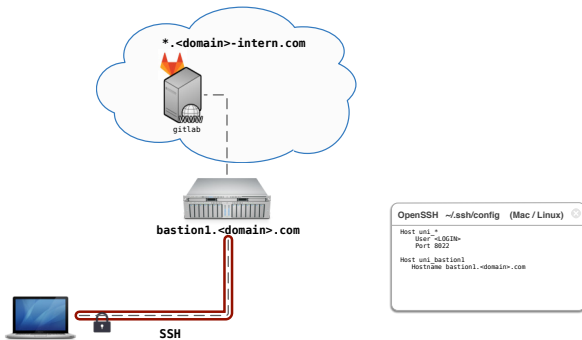 *.<domain>-intern.com
WWW
gitlab
bastion1.<domain>.com
SSH
OpenSSH ~/.ssh/config (Mac / Linux)
Host uni_*
User <LOGIN>
Port 8022
Host uni_bastion1
Hostname bastion1.<domain>.com